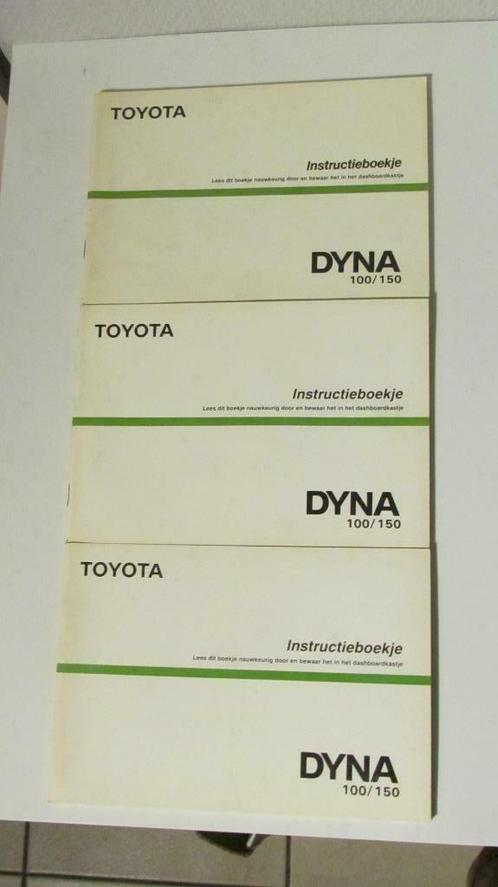 TOYOTA
Instructieboekje
Lees dit boekje nauwkeurig door en bewaar het in het dashboardkastje
DYNA
100/150
TOYOTA
Instructieboekje
Lees dit boekje nauwkeurig door en bewaar het in het dashboardkastje
DYNA
100/150
TOYOTA
Instructieboekje
Lees dit boekje nauwkeurig door en bewaar het in het dashboardkastje
DYNA
100/150